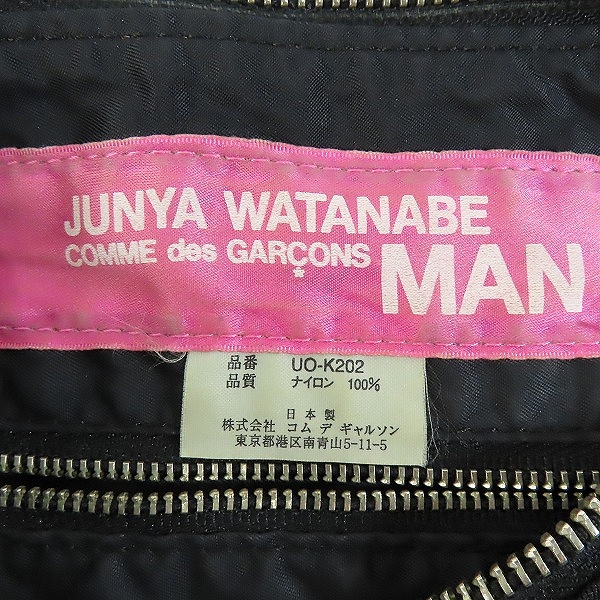 JUNYA WATANABE
COMME des GARÇONS MAN
品番 UO-K202
品質 ナイロン 100%
日本製
株式会社 コム デ ギャルソン
東京都港区南青山5-11-5